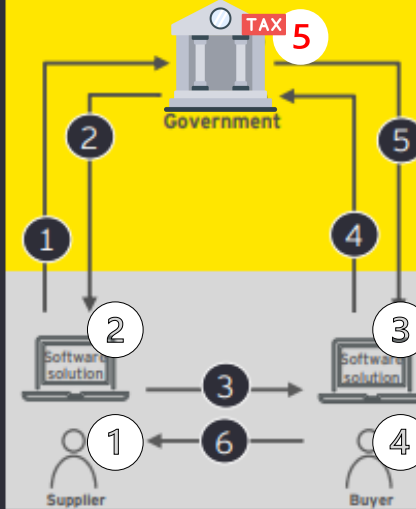 TAX
5
Government
2
5
1
4
2
3
Software
solution
Software
solution
3
1
6
4
Supplier
Buyer